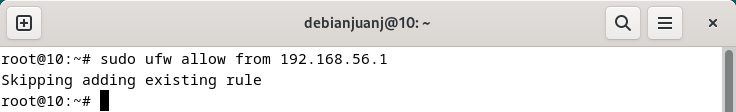 debianjuanj@10: ~
root@10:~# sudo ufw allow from 192.168.56.1
Skipping adding existing rule
root@10:~#